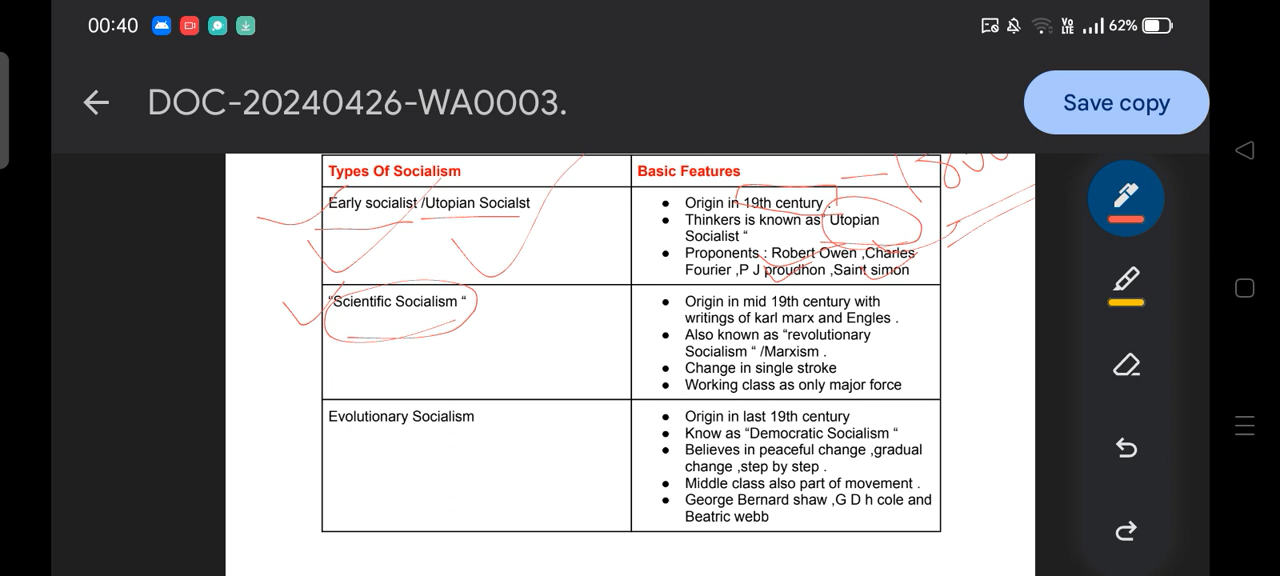 00:40
Vo
LTE
62%
DOC-20240426-WA0003.
Save copy
Types Of Socialism
Basic Features
Early socialist /Utopian Socialst
Origin in 19th century .
Thinkers is known as" Utopian
Socialist “
Proponents : Robert Owen ,Charles
Fourier ,P J proudhon ,Saint simon
“Scientific Socialism “
Origin in mid 19th century with
writings of karl marx and Engles .
Also known as “revolutionary
Socialism “ /Marxism .
Change in single stroke
Working class as only major force
Evolutionary Socialism
Origin in last 19th century
Know as “Democratic Socialism “
Believes in peaceful change ,gradual
change ,step by step .
Middle class also part of movement .
George Bernard shaw ,G D h cole and
Beatric webb